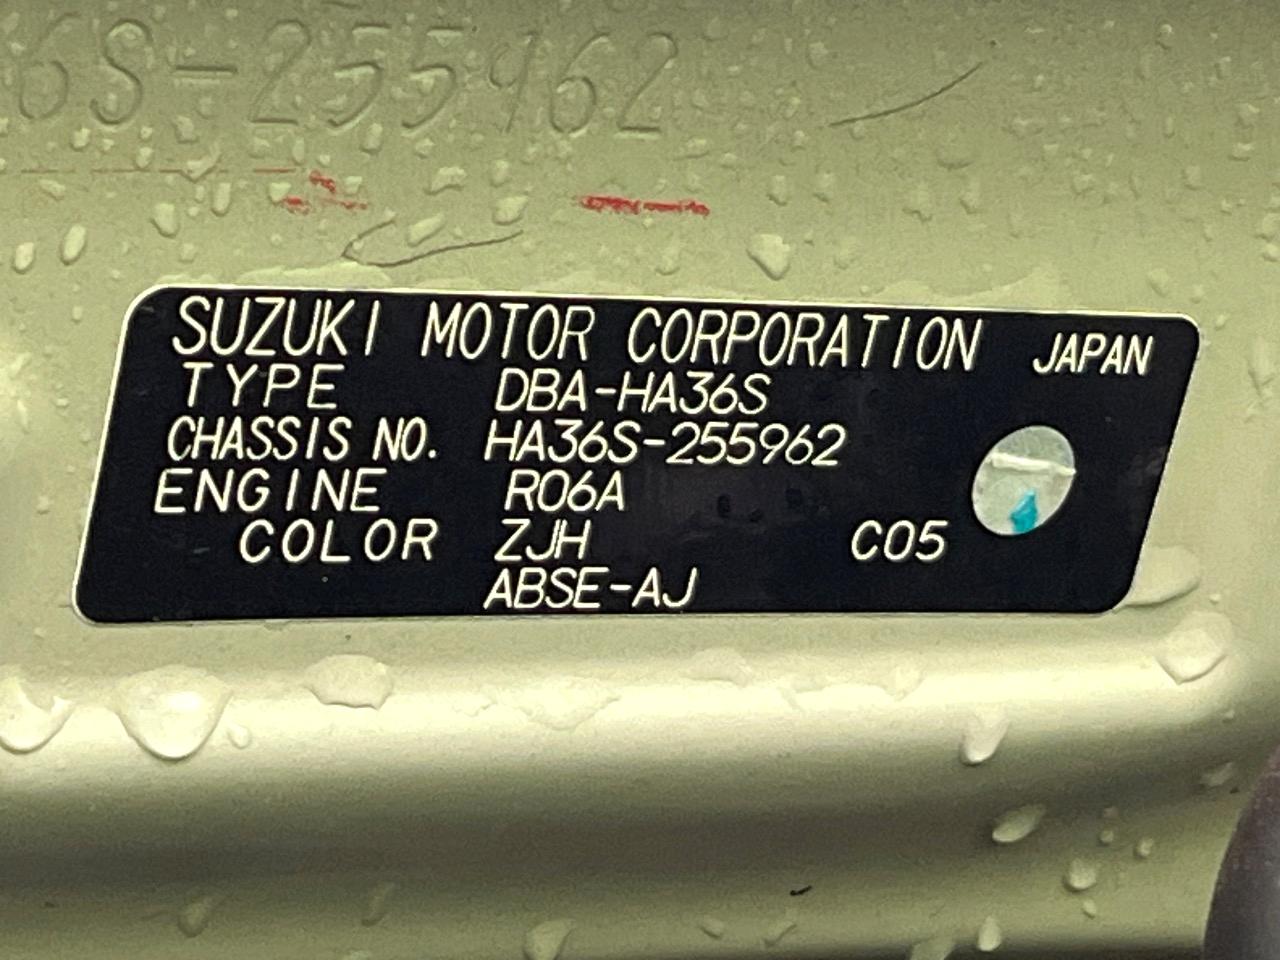 6S-255962
SUZUKI MOTOR CORPORATION JAPAN
TYPE DBA-HA36S
CHASSIS NO. HA36S-255962
ENGINE R06A
COLOR ZJH C05
ABSE-AJ